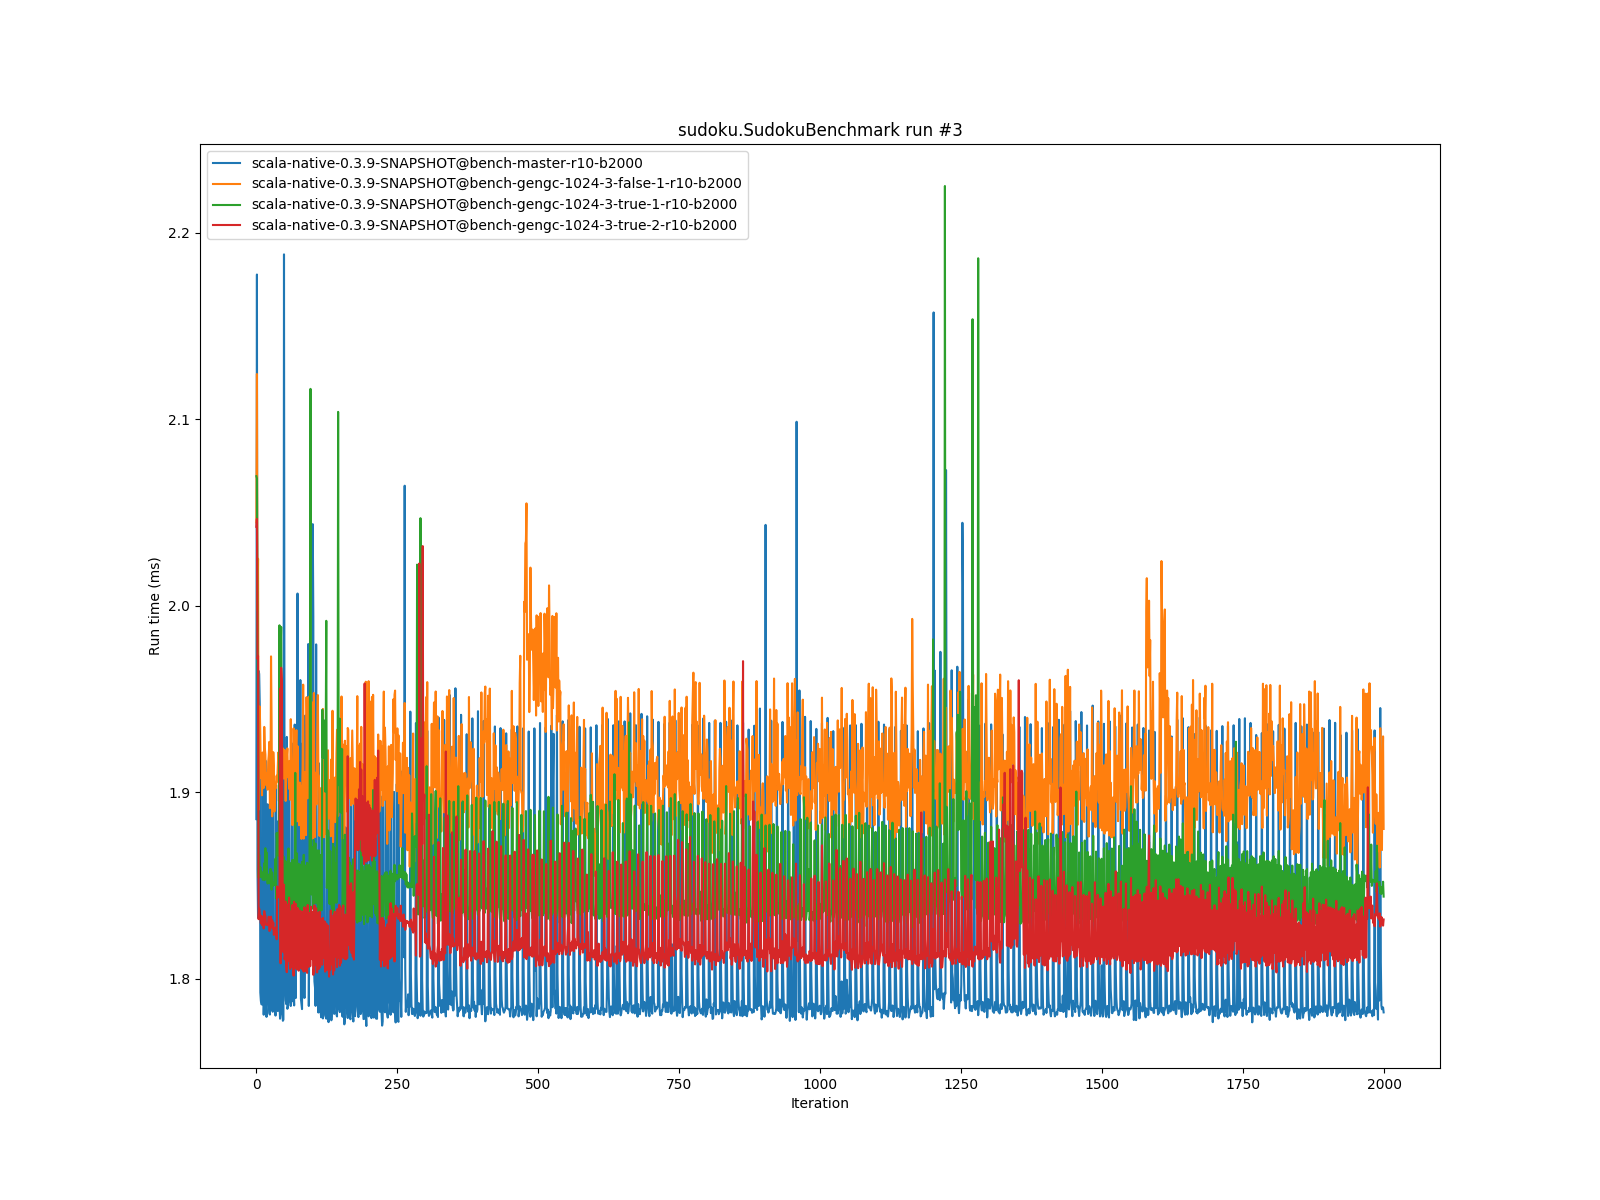 sudoku.SudokuBenchmark run #3
scala-native-0.3.9-SNAPSHOT@bench-master-r10-b2000
scala-native-0.3.9-SNAPSHOT@bench-gengc-1024-3-false-1-r10-b2000
scala-native-0.3.9-SNAPSHOT@bench-gengc-1024-3-true-1-r10-b2000
scala-native-0.3.9-SNAPSHOT@bench-gengc-1024-3-true-2-r10-b2000
2.2
2.1
2.0
1.9
1.8
Run time (ms)
0 250 500 750 1000 1250 1500 1750 2000
Iteration